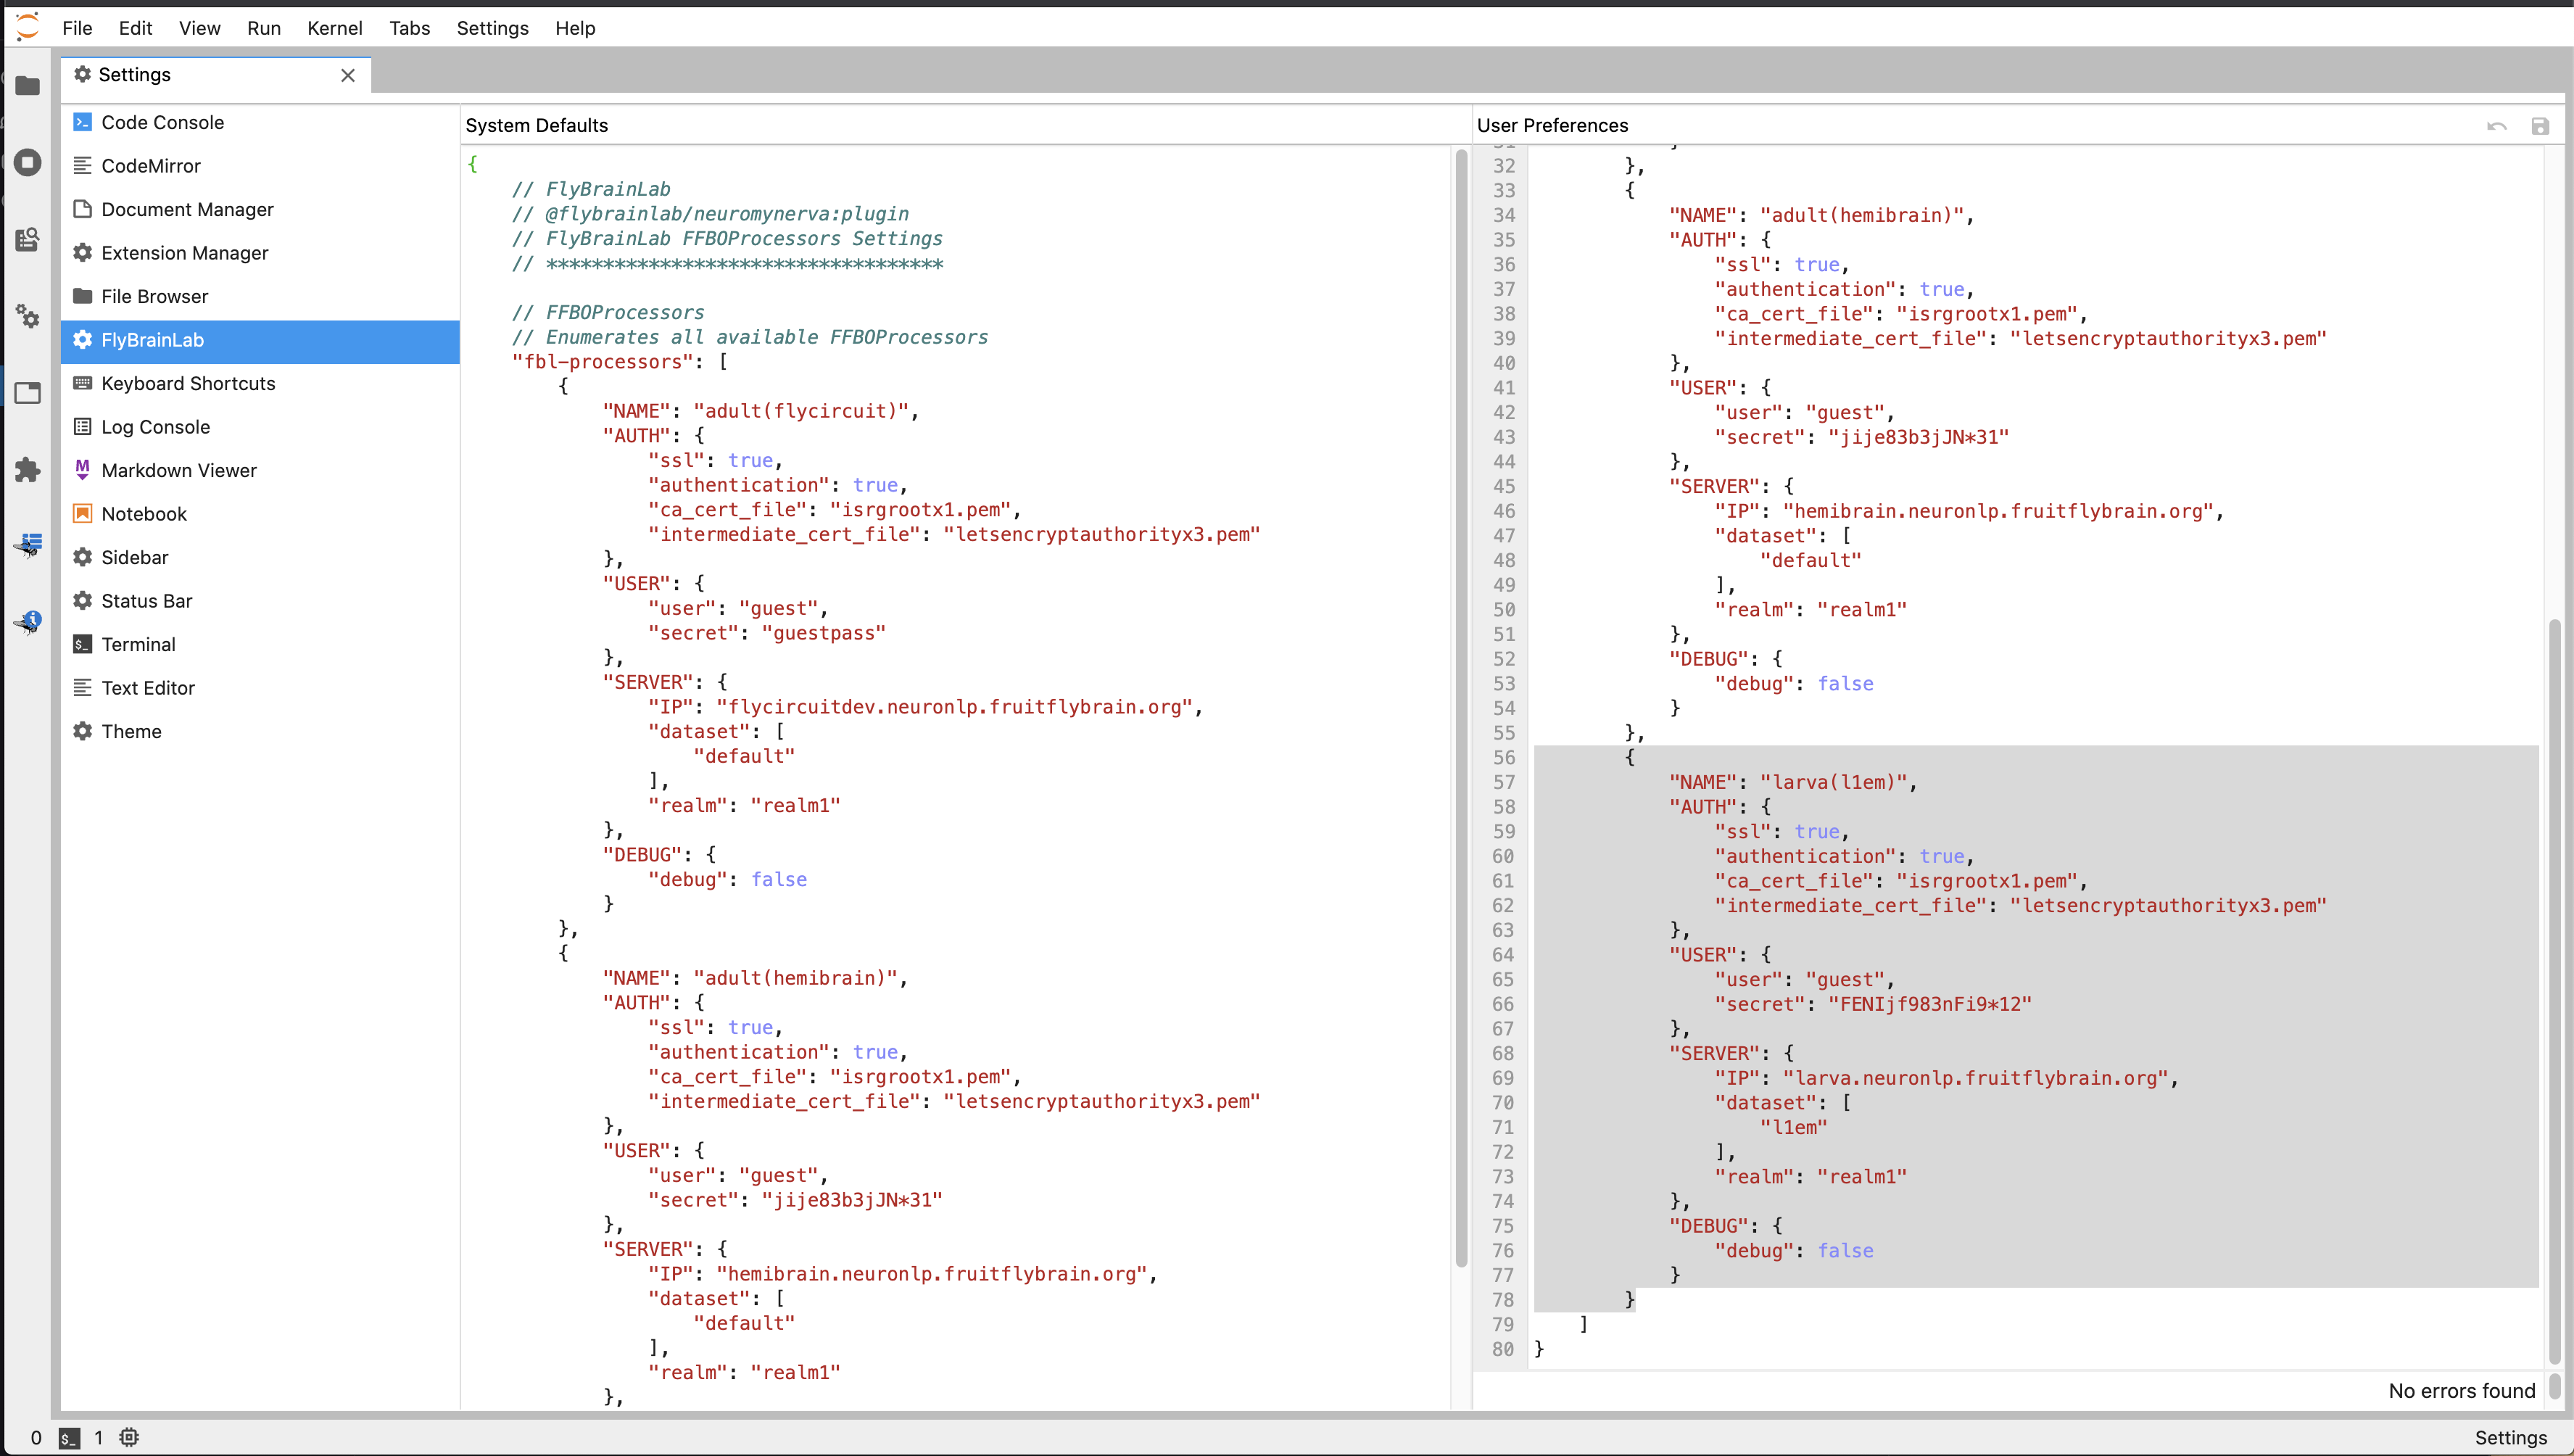 File Edit View Run Kernel Tabs Settings Help
Settings
Code Console
CodeMirror
Document Manager
Extension Manager
File Browser
FlyBrainLab
Keyboard Shortcuts
Log Console
Markdown Viewer
Notebook
Sidebar
Status Bar
Terminal
Text Editor
Theme
System Defaults
{
// FlyBrainLab
// @flybrainlab/neuromynerva:plugin
// FlyBrainLab FFBOProcessors Settings
// ***********************************
// FFBOProcessors
// Enumerates all available FFBOProcessors
"fbl-processors": [
{
"NAME": "adult(flycircuit)",
"AUTH": {
"ssl": true,
"authentication": true,
"ca_cert_file": "isrgrootx1.pem",
"intermediate_cert_file": "letsencryptauthorityx3.pem"
},
"USER": {
"user": "guest",
"secret": "guestpass"
},
"SERVER": {
"IP": "flycircuitdev.neuronlp.fruitflybrain.org",
"dataset": [
"default"
],
"realm": "realm1"
},
"DEBUG": {
"debug": false
}
},
{
"NAME": "adult(hemibrain)",
"AUTH": {
"ssl": true,
"authentication": true,
"ca_cert_file": "isrgrootx1.pem",
"intermediate_cert_file": "letsencryptauthorityx3.pem"
},
"USER": {
"user": "guest",
"secret": "jije83b3jJN*31"
},
"SERVER": {
"IP": "hemibrain.neuronlp.fruitflybrain.org",
"dataset": [
"default"
],
"realm": "realm1"
},
User Preferences
32 },
33 {
34 "NAME": "adult(hemibrain)",
35 "AUTH": {
36 "ssl": true,
37 "authentication": true,
38 "ca_cert_file": "isrgrootx1.pem",
39 "intermediate_cert_file": "letsencryptauthorityx3.pem"
40 },
41 "USER": {
42 "user": "guest",
43 "secret": "jije83b3jJN*31"
44 },
45 "SERVER": {
46 "IP": "hemibrain.neuronlp.fruitflybrain.org",
47 "dataset": [
48 "default"
49 ],
50 "realm": "realm1"
51 },
52 "DEBUG": {
53 "debug": false
54 }
55 },
56 {
57 "NAME": "larva(l1em)",
58 "AUTH": {
59 "ssl": true,
60 "authentication": true,
61 "ca_cert_file": "isrgrootx1.pem",
62 "intermediate_cert_file": "letsencryptauthorityx3.pem"
63 },
64 "USER": {
65 "user": "guest",
66 "secret": "FENIjf983nFi9*12"
67 },
68 "SERVER": {
69 "IP": "larva.neuronlp.fruitflybrain.org",
70 "dataset": [
71 "l1em"
72 ],
73 "realm": "realm1"
74 },
75 "DEBUG": {
76 "debug": false
77 }
78 }
79 ]
80 }
No errors found
0 $_ 1
Settings